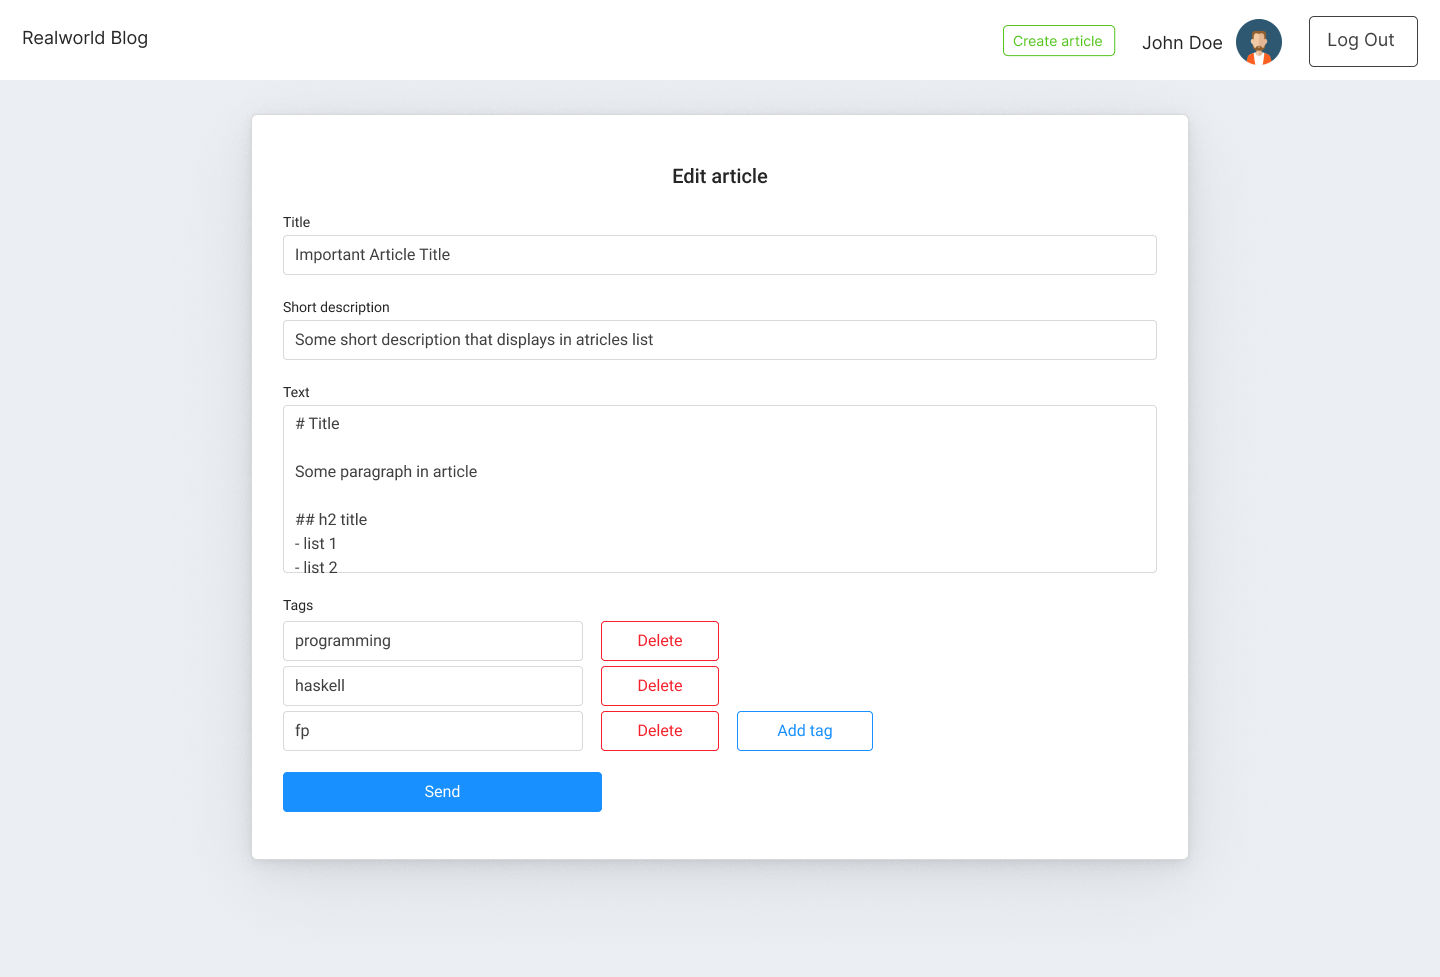 Realworld Blog
Create article
John Doe
Log Out
Edit article
Title
Important Article Title
Short description
Some short description that displays in atricles list
Text
# Title
Some paragraph in article
## h2 title
- list 1
- list 2
Tags
programming
Delete
haskell
Delete
fp
Delete
Add tag
Send